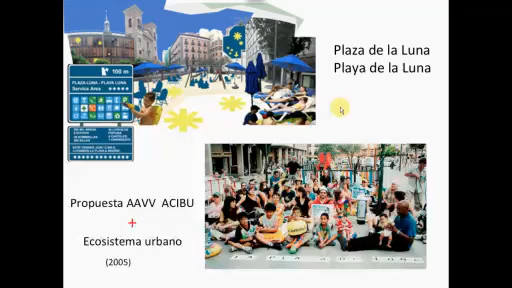 Plaza de la Luna
Playa de la Luna
100 m
PLAZA LUNA - PLAYA LUNA
Service Area
Propuesta AAVV ACIBU
+
Ecosistema urbano
(2005)